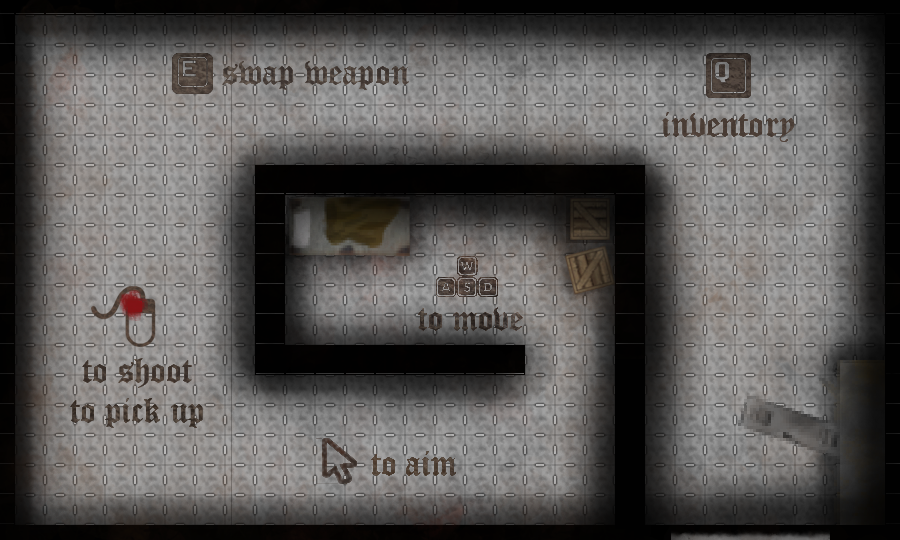 E swap weapon
Q
inventory
W
A S D
to move
to shoot
to pick up
to aim